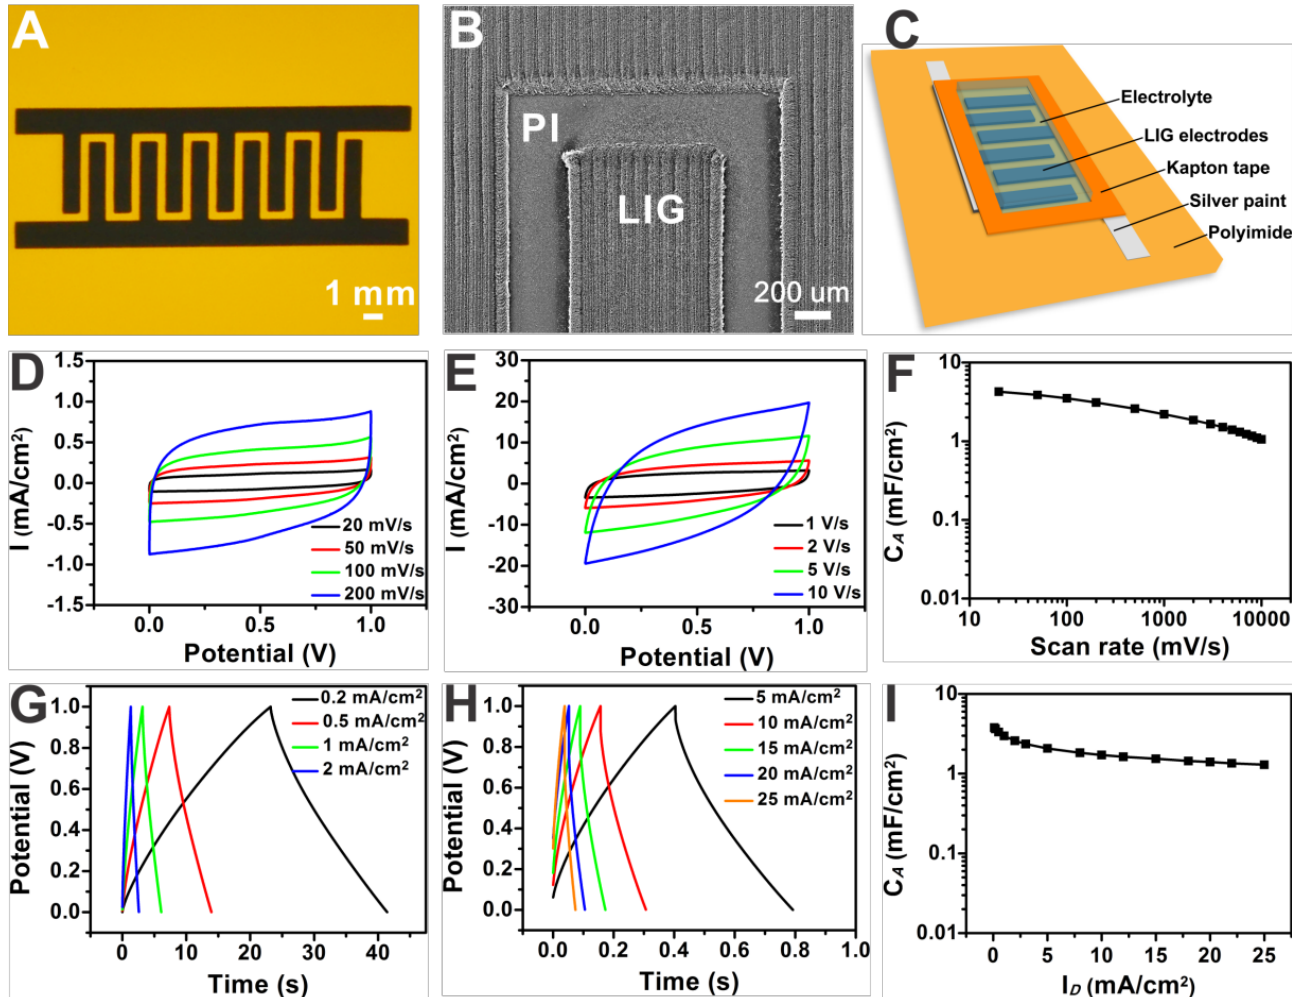 A
1 mm
B
PI
LIG
200 um
C
Electrolyte
LIG electrodes
Kapton tape
Silver paint
Polyimide
D
I (mA/cm²)
1.5
1.0
0.5
0.0
-0.5
-1.0
-1.5
20 mV/s
50 mV/s
100 mV/s
200 mV/s
0.0 0.5 1.0
Potential (V)
E
I (mA/cm²)
30
20
10
0
-10
-20
-30
1 V/s
2 V/s
5 V/s
10 V/s
0.0 0.5 1.0
Potential (V)
F
C_A (mF/cm²)
10
1
0.1
0.01
10 100 1000 10000
Scan rate (mV/s)
G
Potential (V)
1.0
0.8
0.6
0.4
0.2
0.0
0.2 mA/cm²
0.5 mA/cm²
1 mA/cm²
2 mA/cm²
0 10 20 30 40
Time (s)
H
Potential (V)
1.0
0.8
0.6
0.4
0.2
0.0
5 mA/cm²
10 mA/cm²
15 mA/cm²
20 mA/cm²
25 mA/cm²
0.0 0.2 0.4 0.6 0.8 1.0
Time (s)
I
C_A (mF/cm²)
10
1
0.1
0.01
0 5 10 15 20 25
I_D (mA/cm²)